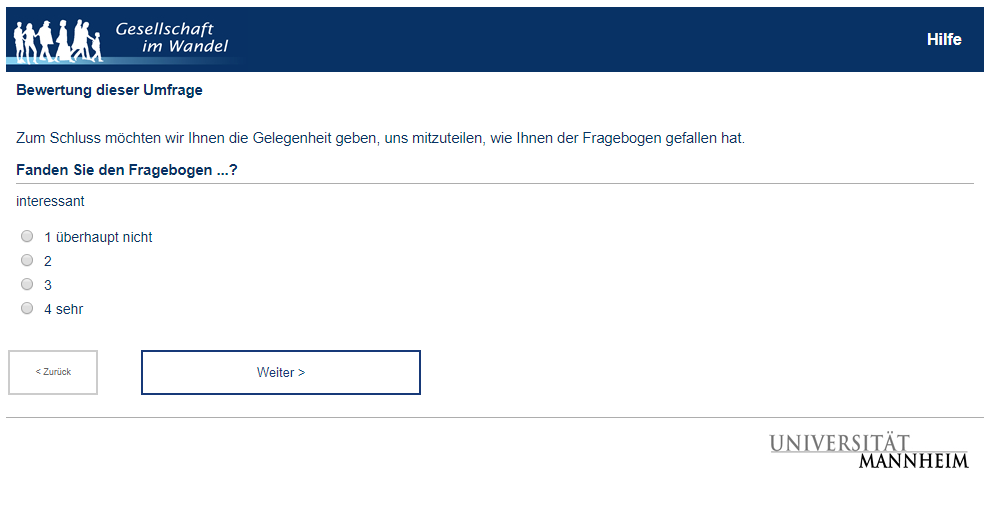 Gesellschaft
im Wandel
Hilfe
Bewertung dieser Umfrage
Zum Schluss möchten wir Ihnen die Gelegenheit geben, uns mitzuteilen, wie Ihnen der Fragebogen gefallen hat.
Fanden Sie den Fragebogen ...?
interessant
1 überhaupt nicht
2
3
4 sehr
< Zurück
Weiter >
UNIVERSITÄT
MANNHEIM